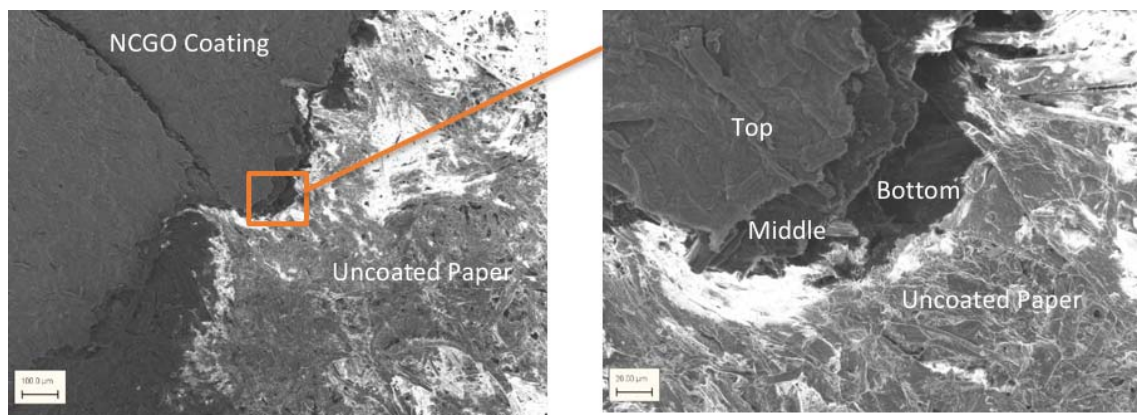 NCGO Coating
Uncoated Paper
100.0 µm
Top
Bottom
Middle
Uncoated Paper
20.00 µm